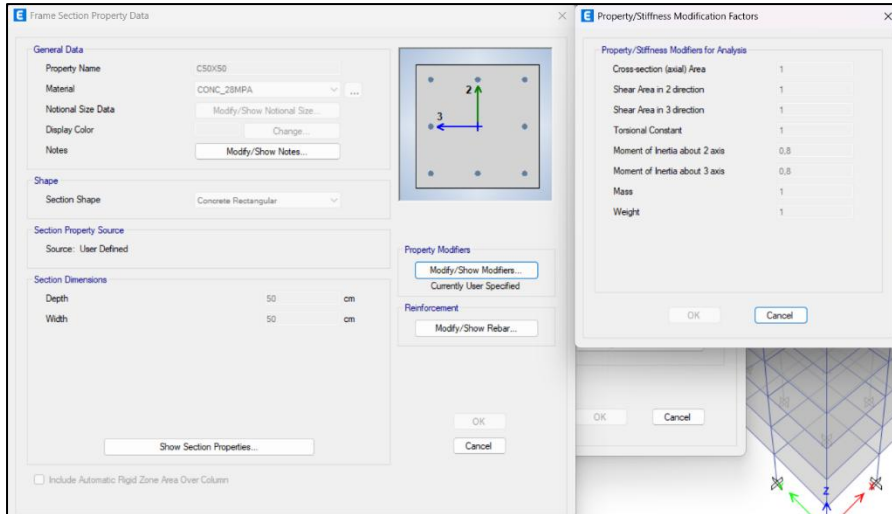 Frame Section Property Data
General Data
Property Name C50X50
Material CONC_28MPA ...
Notional Size Data Modify/Show Notional Size...
Display Color Change...
Notes Modify/Show Notes...
2
3
Shape
Section Shape Concrete Rectangular
Section Property Source
Source: User Defined
Section Dimensions
Depth 50 cm
Width 50 cm
Property Modifiers
Modify/Show Modifiers...
Currently User Specified
Reinforcement
Modify/Show Rebar...
OK
Cancel
Show Section Properties...
Include Automatic Rigid Zone Area Over Column
Property/Stiffness Modification Factors
Property/Stiffness Modifiers for Analysis
Cross-section (axial) Area 1
Shear Area in 2 direction 1
Shear Area in 3 direction 1
Torsional Constant 1
Moment of Inertia about 2 axis 0,8
Moment of Inertia about 3 axis 0,8
Mass 1
Weight 1
OK Cancel
OK Cancel
Z